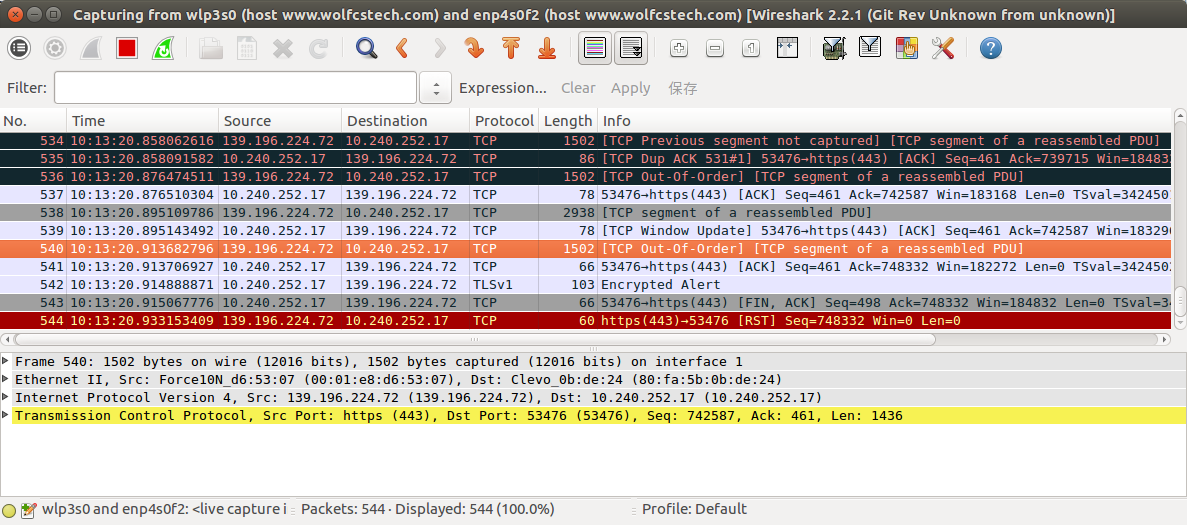 Capturing from wlp3s0 (host www.wolfcstech.com) and enp4s0f2 (host www.wolfcstech.com) [Wireshark 2.2.1 (Git Rev Unknown from unknown)]
Filter: Expression... Clear Apply 保存
No. Time Source Destination Protocol Length Info
534 10:13:20.858062616 139.196.224.72 10.240.252.17 TCP 1502 [TCP Previous segment not captured] [TCP segment of a reassembled PDU]
535 10:13:20.858091582 10.240.252.17 139.196.224.72 TCP 86 [TCP Dup ACK 531#1] 53476→https(443) [ACK] Seq=461 Ack=739715 Win=184832
536 10:13:20.876474511 139.196.224.72 10.240.252.17 TCP 1502 [TCP Out-Of-Order] [TCP segment of a reassembled PDU]
537 10:13:20.876510304 10.240.252.17 139.196.224.72 TCP 78 53476→https(443) [ACK] Seq=461 Ack=742587 Win=183168 Len=0 TSval=342450
538 10:13:20.895109786 139.196.224.72 10.240.252.17 TCP 2938 [TCP segment of a reassembled PDU]
539 10:13:20.895143492 10.240.252.17 139.196.224.72 TCP 78 [TCP Window Update] 53476→https(443) [ACK] Seq=461 Ack=742587 Win=18329
540 10:13:20.913682796 139.196.224.72 10.240.252.17 TCP 1502 [TCP Out-Of-Order] [TCP segment of a reassembled PDU]
541 10:13:20.913706927 10.240.252.17 139.196.224.72 TCP 66 53476→https(443) [ACK] Seq=461 Ack=748332 Win=182272 Len=0 TSval=342450
542 10:13:20.914888871 10.240.252.17 139.196.224.72 TLSv1 103 Encrypted Alert
543 10:13:20.915067776 10.240.252.17 139.196.224.72 TCP 66 53476→https(443) [FIN, ACK] Seq=498 Ack=748332 Win=184832 Len=0 TSval=34
544 10:13:20.933153409 139.196.224.72 10.240.252.17 TCP 60 https(443)→53476 [RST] Seq=748332 Win=0 Len=0
Frame 540: 1502 bytes on wire (12016 bits), 1502 bytes captured (12016 bits) on interface 1
Ethernet II, Src: Force10N_d6:53:07 (00:01:e8:d6:53:07), Dst: Clevo_0b:de:24 (80:fa:5b:0b:de:24)
Internet Protocol Version 4, Src: 139.196.224.72 (139.196.224.72), Dst: 10.240.252.17 (10.240.252.17)
Transmission Control Protocol, Src Port: https (443), Dst Port: 53476 (53476), Seq: 742587, Ack: 461, Len: 1436
wlp3s0 and enp4s0f2: <live capture i Packets: 544 · Displayed: 544 (100.0%) Profile: Default